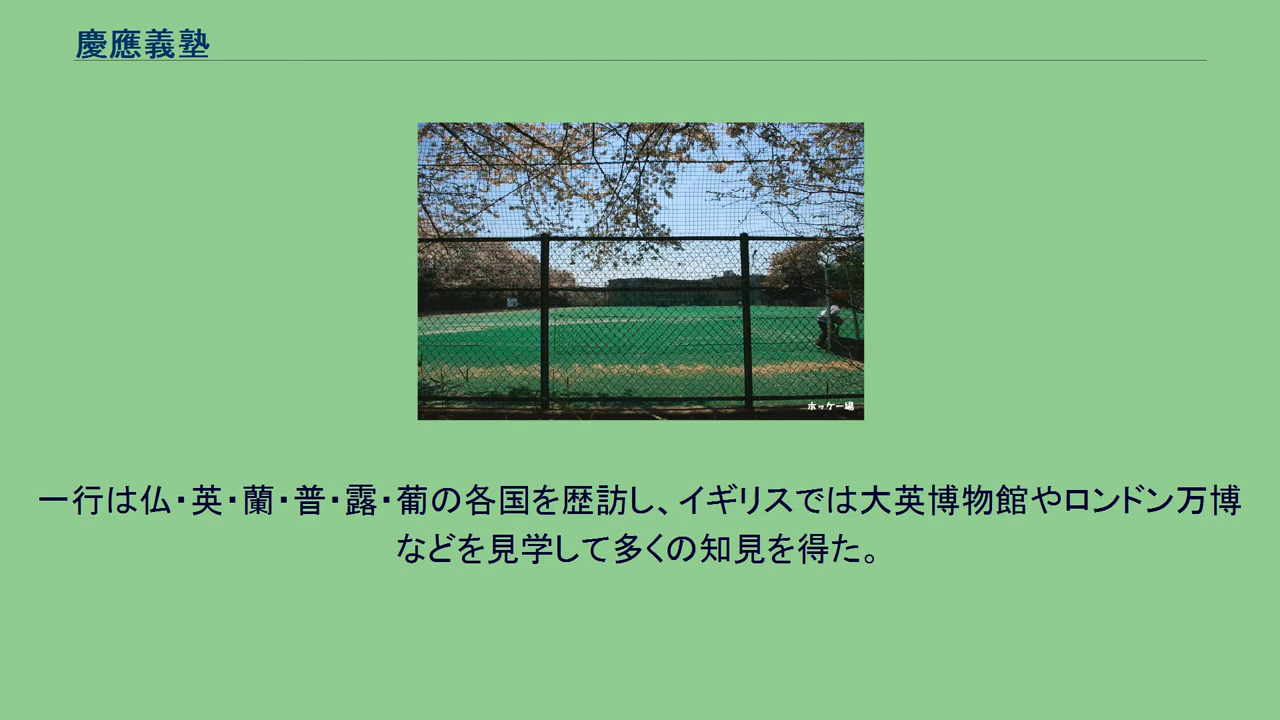 慶應義塾
ホッケー場
一行は仏・英・蘭・普・露・葡の各国を歴訪し、イギリスでは大英博物館やロンドン万博
などを見学して多くの知見を得た。